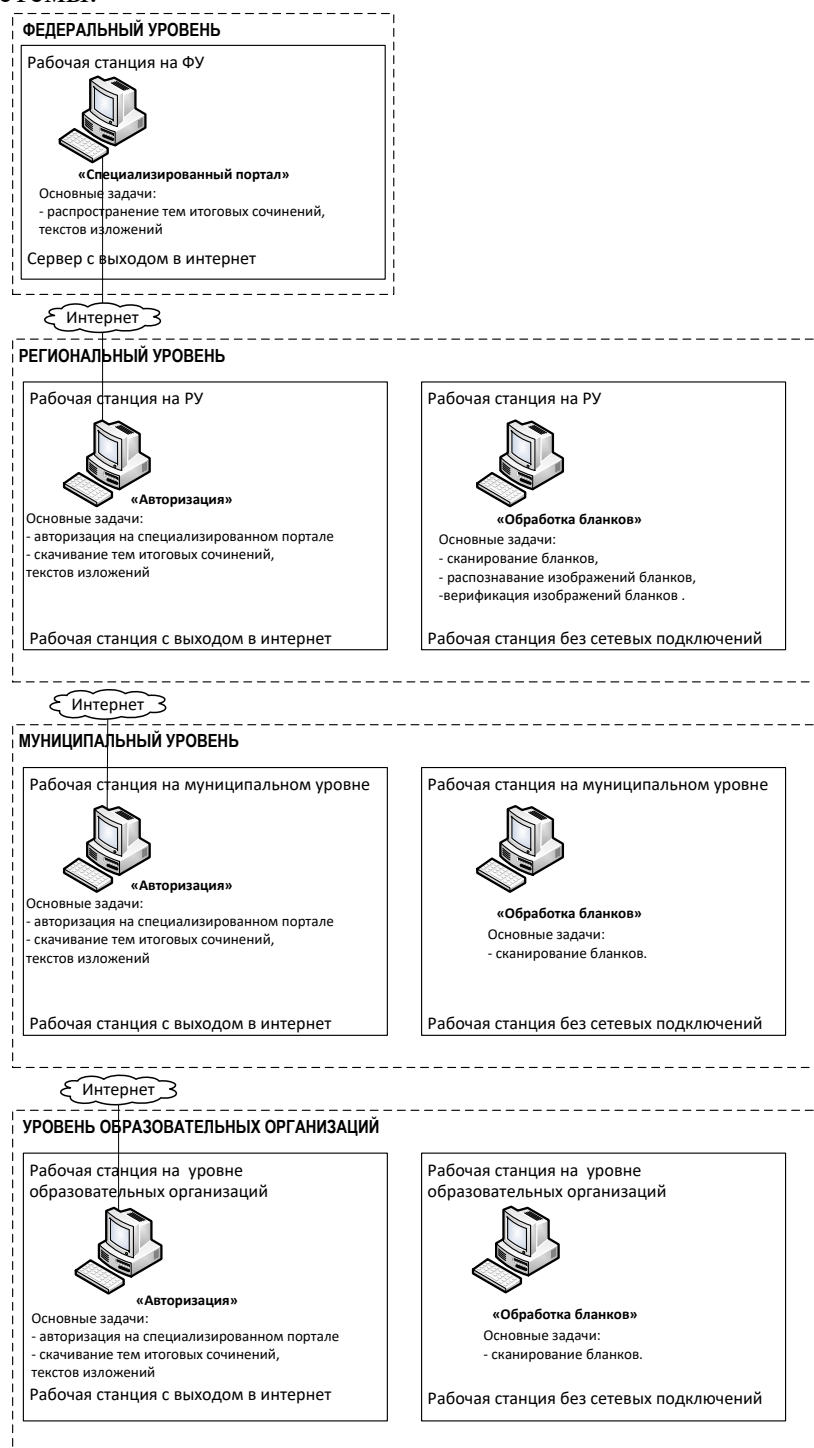 ФЕДЕРАЛЬНЫЙ УРОВЕНЬ
Рабочая станция на ФУ
«Специализированный портал»
Основные задачи:
- распространение тем итоговых сочинений,
текстов изложений
Сервер с выходом в интернет
Интернет
РЕГИОНАЛЬНЫЙ УРОВЕНЬ
Рабочая станция на РУ
«Авторизация»
Основные задачи:
- авторизация на специализированном портале
- скачивание тем итоговых сочинений,
текстов изложений
Рабочая станция с выходом в интернет
Рабочая станция на РУ
«Обработка бланков»
Основные задачи:
- сканирование бланков,
- распознавание изображений бланков,
-верификация изображений бланков .
Рабочая станция без сетевых подключений
Интернет
МУНИЦИПАЛЬНЫЙ УРОВЕНЬ
Рабочая станция на муниципальном уровне
«Авторизация»
Основные задачи:
- авторизация на специализированном портале
- скачивание тем итоговых сочинений,
текстов изложений
Рабочая станция с выходом в интернет
Рабочая станция на муниципальном уровне
«Обработка бланков»
Основные задачи:
- сканирование бланков.
Рабочая станция без сетевых подключений
Интернет
УРОВЕНЬ ОБРАЗОВАТЕЛЬНЫХ ОРГАНИЗАЦИЙ
Рабочая станция на уровне
образовательных организаций
«Авторизация»
Основные задачи:
- авторизация на специализированном портале
- скачивание тем итоговых сочинений,
текстов изложений
Рабочая станция с выходом в интернет
Рабочая станция на уровне
образовательных организаций
«Обработка бланков»
Основные задачи:
- сканирование бланков.
Рабочая станция без сетевых подключений